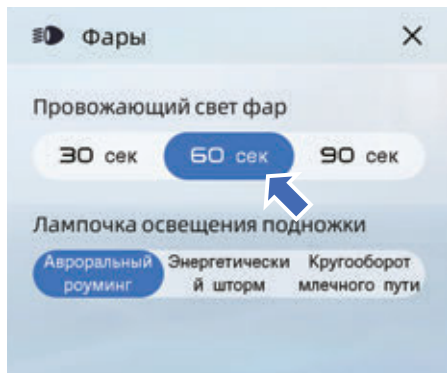 Фары
Провожающий свет фар
30 сек 60 сек 90 сек
Лампочка освещения подножки
Авроральный Энергетически Кругооборот
роуминг й шторм млечного пути